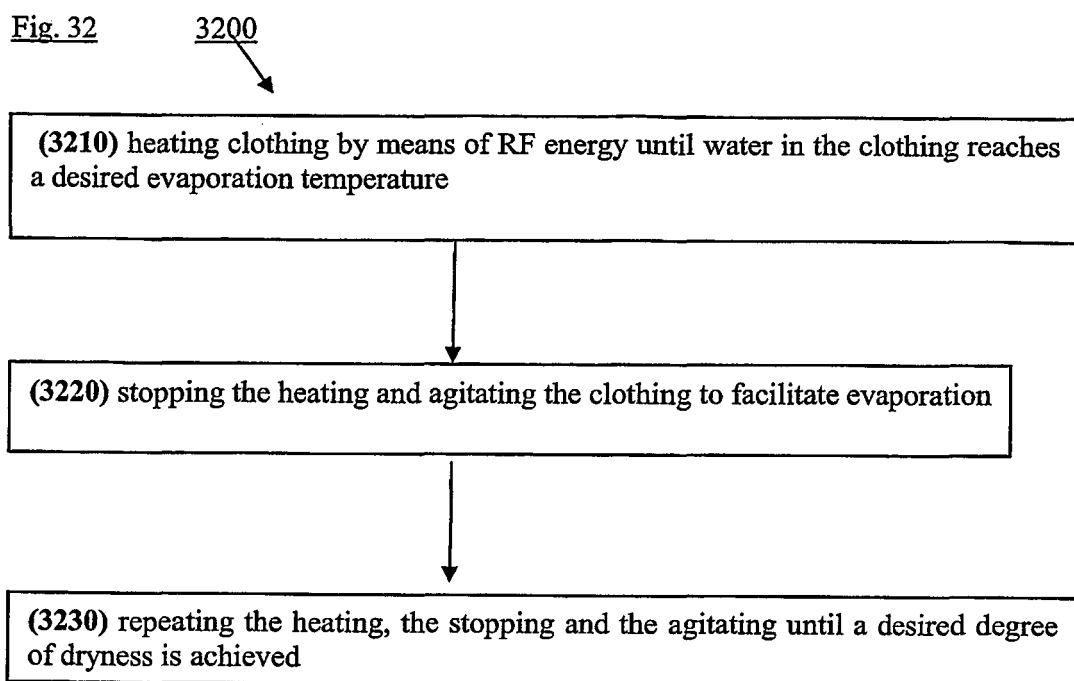 Fig. 32 3200
(3210) heating clothing by means of RF energy until water in the clothing reaches
a desired evaporation temperature
(3220) stopping the heating and agitating the clothing to facilitate evaporation
(3230) repeating the heating, the stopping and the agitating until a desired degree
of dryness is achieved